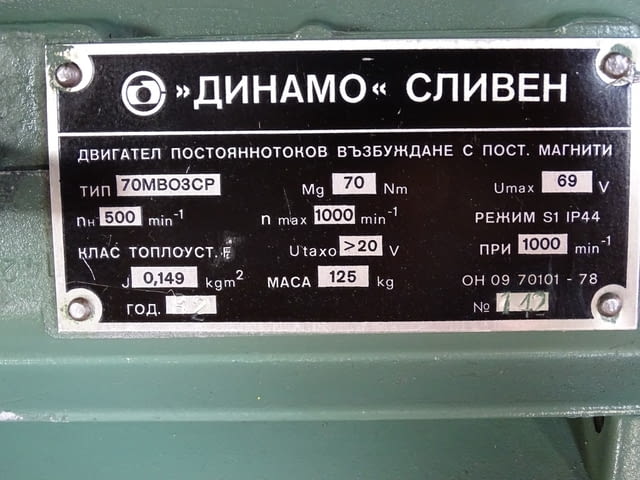 »ДИНАМО« СЛИВЕН
ДВИГАТЕЛ ПОСТОЯННОТОКОВ ВЪЗБУЖДАНЕ С ПОСТ. МАГНИТИ
ТИП 70МВО3СР Mg 70 Nm Umax 69 V
nн 500 min-1 n max 1000 min-1 РЕЖИМ S1 IP44
КЛАС ТОПЛОУСТ. F Utaxo >20 V ПРИ 1000 min-1
J 0,149 kgm2 МАСА 125 kg ОН 09 70101 - 78
ГОД. №